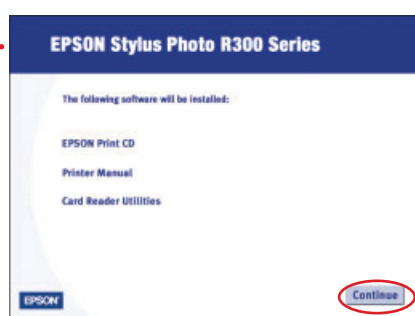 EPSON Stylus Photo R300 Series
The following software will be installed:
EPSON Print CD
Printer Manual
Card Reader Utilities
EPSON
Continue